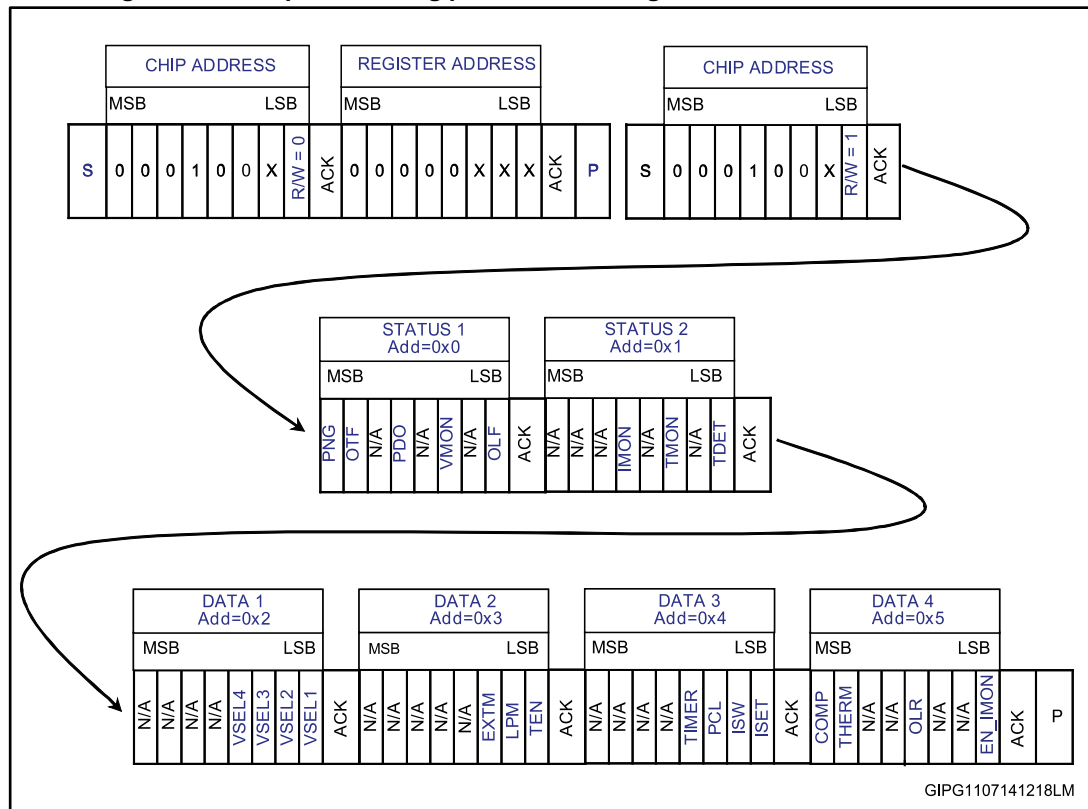 CHIP ADDRESS REGISTER ADDRESS CHIP ADDRESS
MSB LSB MSB MSB LSB
S 0 0 0 1 0 0 X R/W = 0 ACK 0 0 0 0 0 X X X ACK P S 0 0 0 1 0 0 X R/W = 1 ACK
STATUS 1 STATUS 2
Add=0x0 Add=0x1
MSB LSB MSB LSB
PNG OTF N/A PDO N/A VMON N/A OLF ACK N/A N/A N/A IMON N/A TMON N/A TDET ACK
DATA 1 DATA 2 DATA 3 DATA 4
Add=0x2 Add=0x3 Add=0x4 Add=0x5
MSB LSB MSB LSB MSB LSB MSB LSB
N/A N/A N/A N/A VSEL4 VSEL3 VSEL2 VSEL1 ACK N/A N/A N/A N/A N/A EXTM LPM TEN ACK N/A N/A N/A N/A TIMER PCL ISW ISET ACK COMP THERM N/A N/A OLR N/A N/A EN_IMON ACK P
GIPG1107141218LM